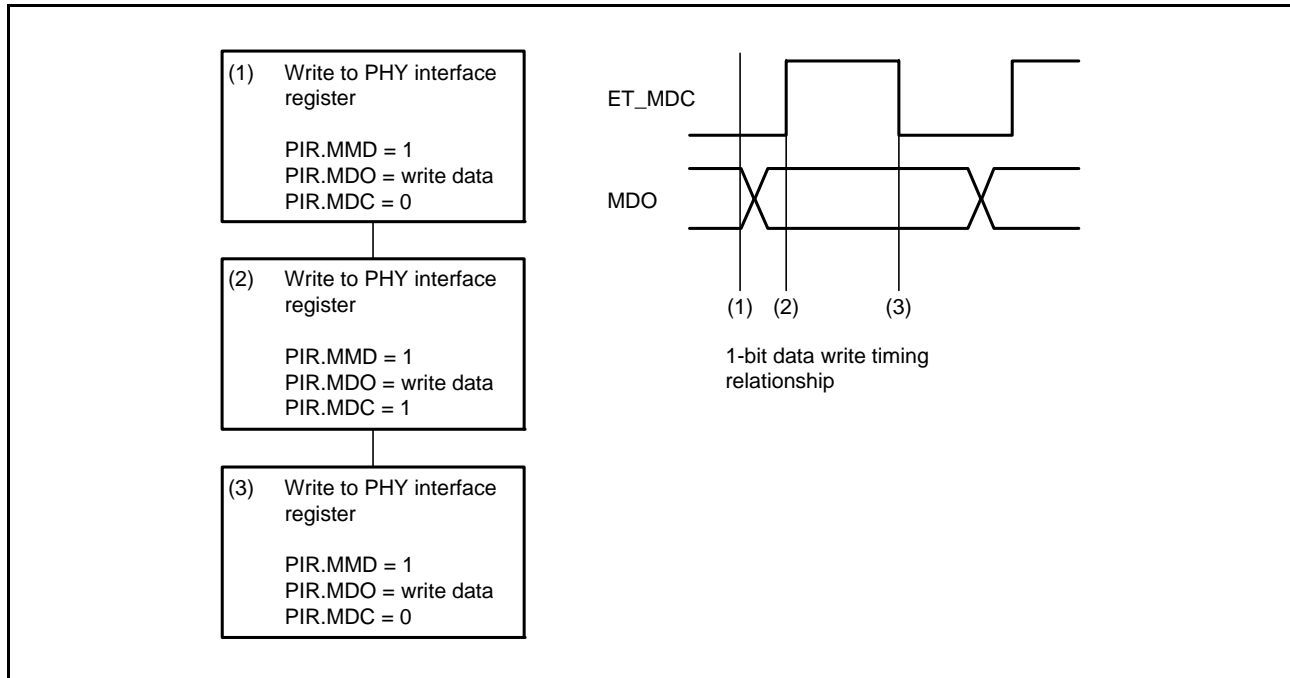 (1) Write to PHY interface
register
PIR.MMD = 1
PIR.MDO = write data
PIR.MDC = 0
(2) Write to PHY interface
register
PIR.MMD = 1
PIR.MDO = write data
PIR.MDC = 1
(3) Write to PHY interface
register
PIR.MMD = 1
PIR.MDO = write data
PIR.MDC = 0
ET_MDC
MDO
(1) (2) (3)
1-bit data write timing
relationship